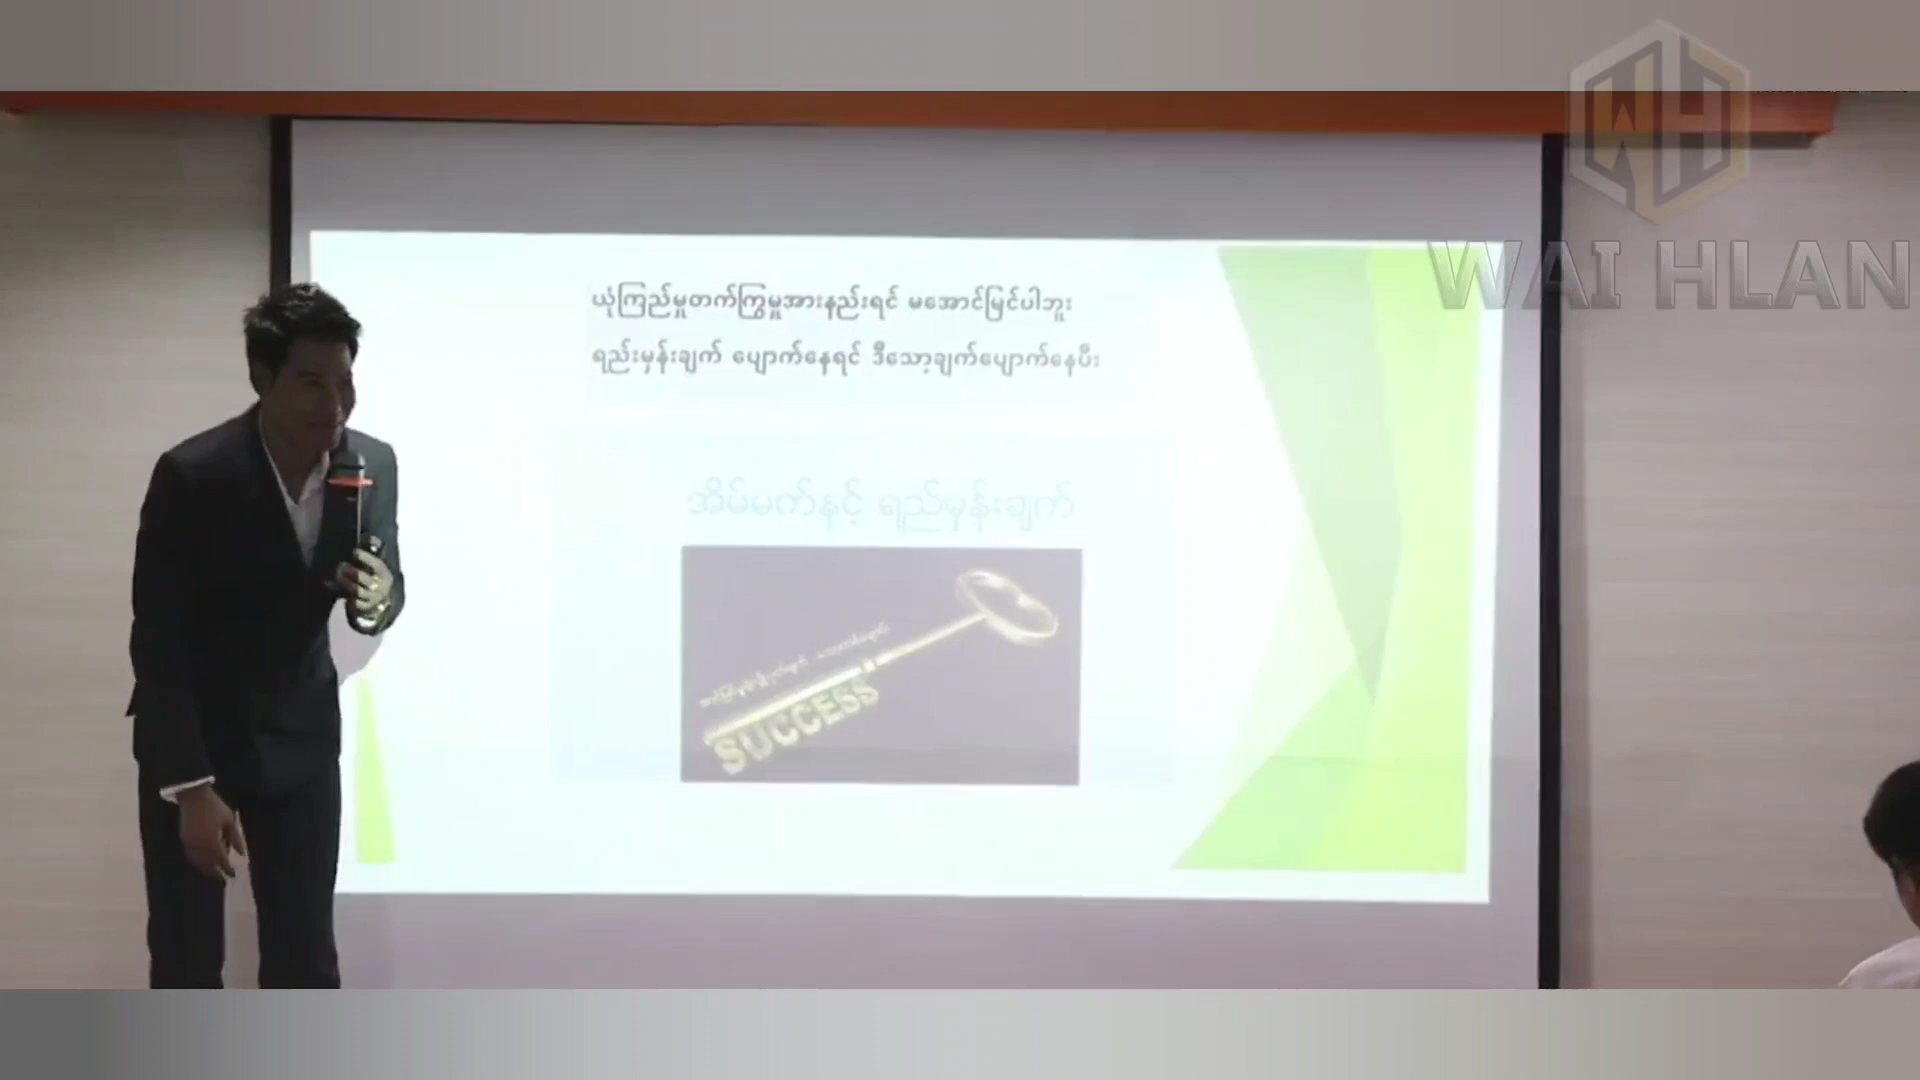 WH
WAI HLAN
ယုံကြည်မှုတက်ကြွမှုအားနည်းရင် မအောင်မြင်ပါဘူး
ရည်းမှန်းချက် ပျောက်နေရင် ဒီသော့ချက်ပျောက်နေပီး
အိပ်မက်နှင့် ရည်မှန်းချက်
SUCCESS